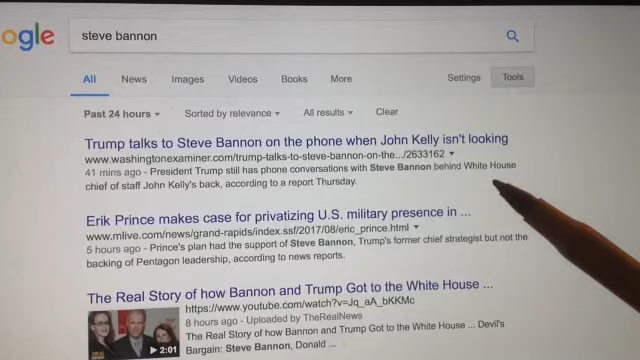 ogle
steve bannon
All News Images Videos Books More Settings Tools
Past 24 hours Sorted by relevance All results Clear
Trump talks to Steve Bannon on the phone when John Kelly isn't looking
www.washingtonexaminer.com/trump-talks-to-steve-bannon-on-the.../2633162
41 mins ago - President Trump still has phone conversations with Steve Bannon behind White House
chief of staff John Kelly's back, according to a report Thursday.
Erik Prince makes case for privatizing U.S. military presence in ...
www.mlive.com/news/grand-rapids/index.ssf/2017/08/eric_prince.html
5 hours ago - Prince's plan had the support of Steve Bannon, Trump's former chief strategist but not the
backing of Pentagon leadership, according to news reports.
The Real Story of how Bannon and Trump Got to the White House ...
https://www.youtube.com/watch?v=Jq_aA_bKKMc
8 hours ago - Uploaded by TheRealNews
The Real Story of how Bannon and Trump Got to the White House ... Devil's
Bargain: Steve Bannon, Donald ...
2:01